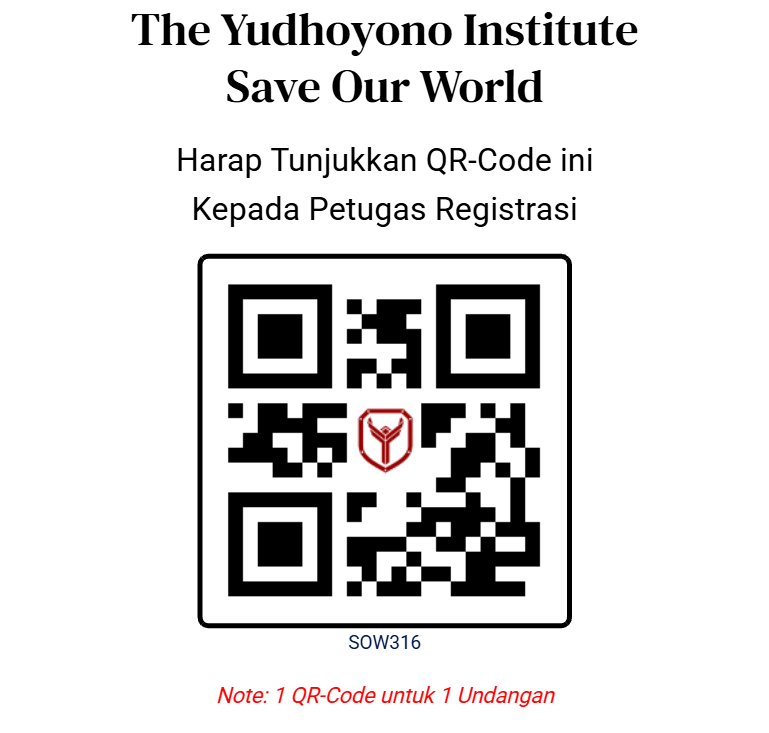 The Yudhoyono Institute
Save Our World
Harap Tunjukkan QR-Code ini
Kepada Petugas Registrasi
SOW316
Note: 1 QR-Code untuk 1 Undangan